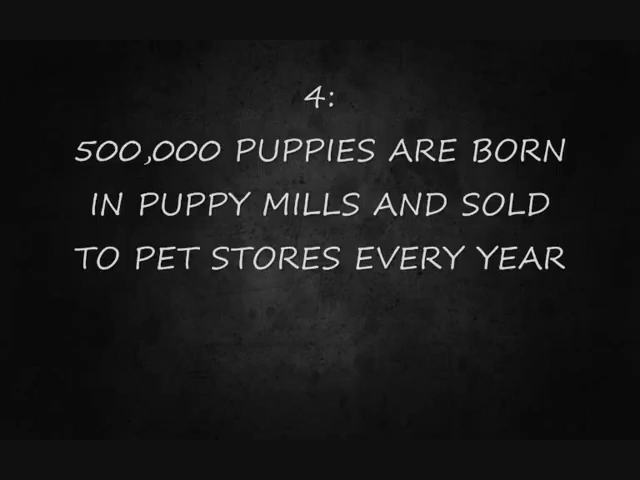 4:
500,000 PUPPIES ARE BORN
IN PUPPY MILLS AND SOLD
TO PET STORES EVERY YEAR